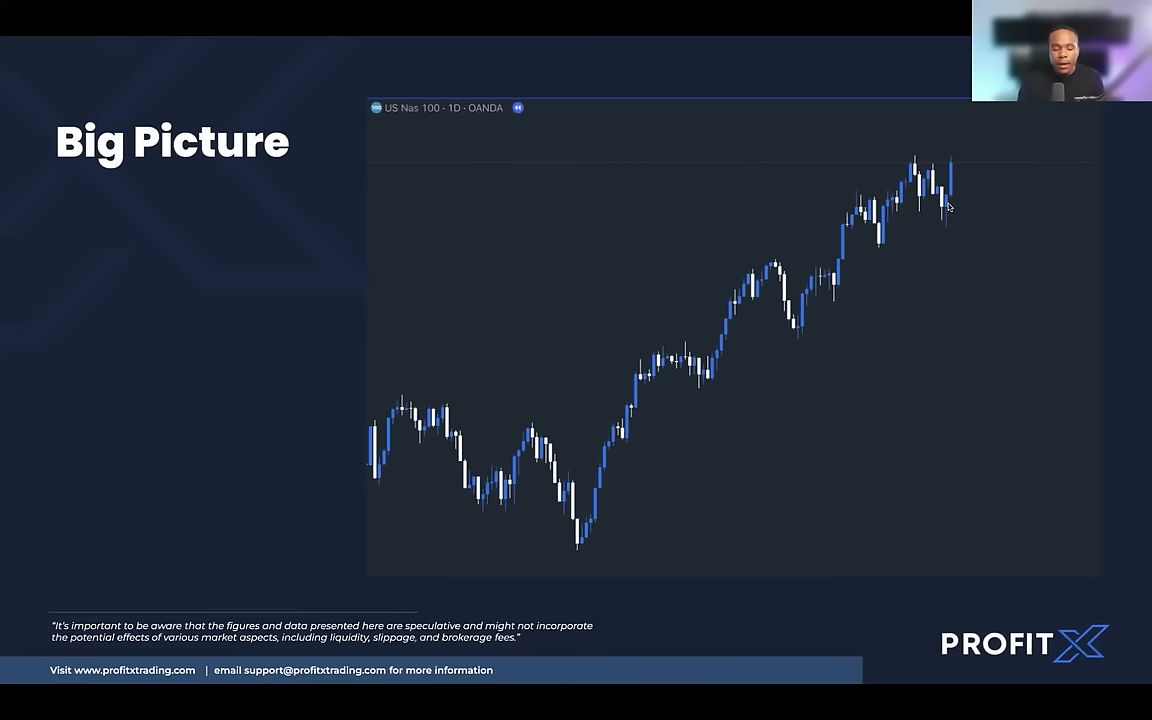 100 US Nas 100 · 1D · OANDA
Big Picture
“It’s important to be aware that the figures and data presented here are speculative and might not incorporate
the potential effects of various market aspects, including liquidity, slippage, and brokerage fees.”
PROFIT X
Visit www.profitxtrading.com | email support@profitxtrading.com for more information